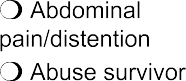 ❍ Abdominal
pain/distention
❍ Abuse survivor